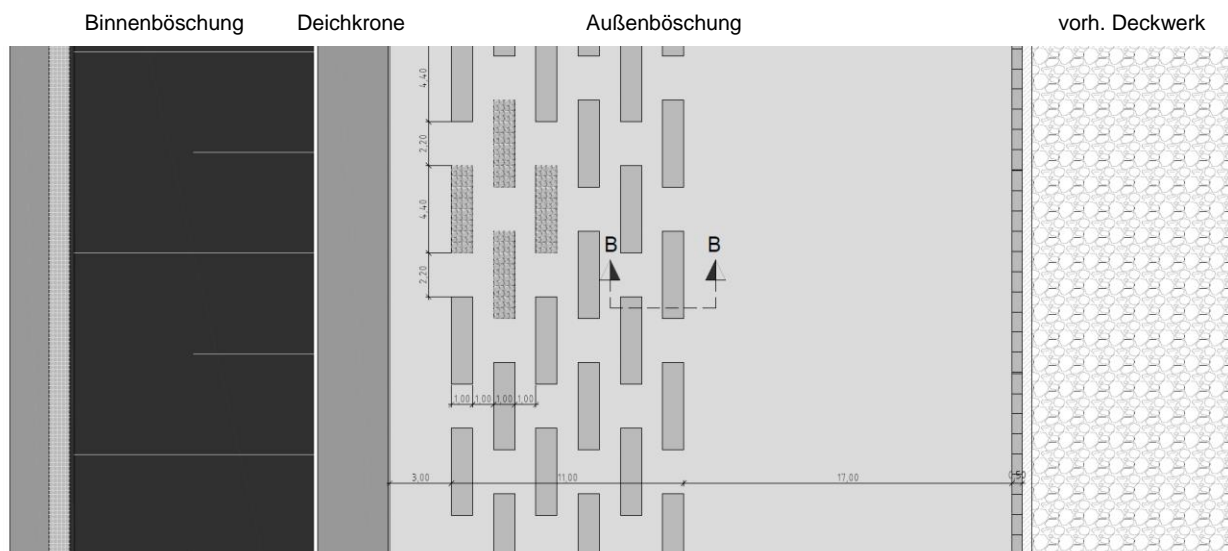 Binnenböschung Deichkrone Außenböschung vorh. Deckwerk
4,40
2,20
4,40
B B
2,20
1,00 1,00 1,00 1,00
3,00 11,00 17,00 0,50